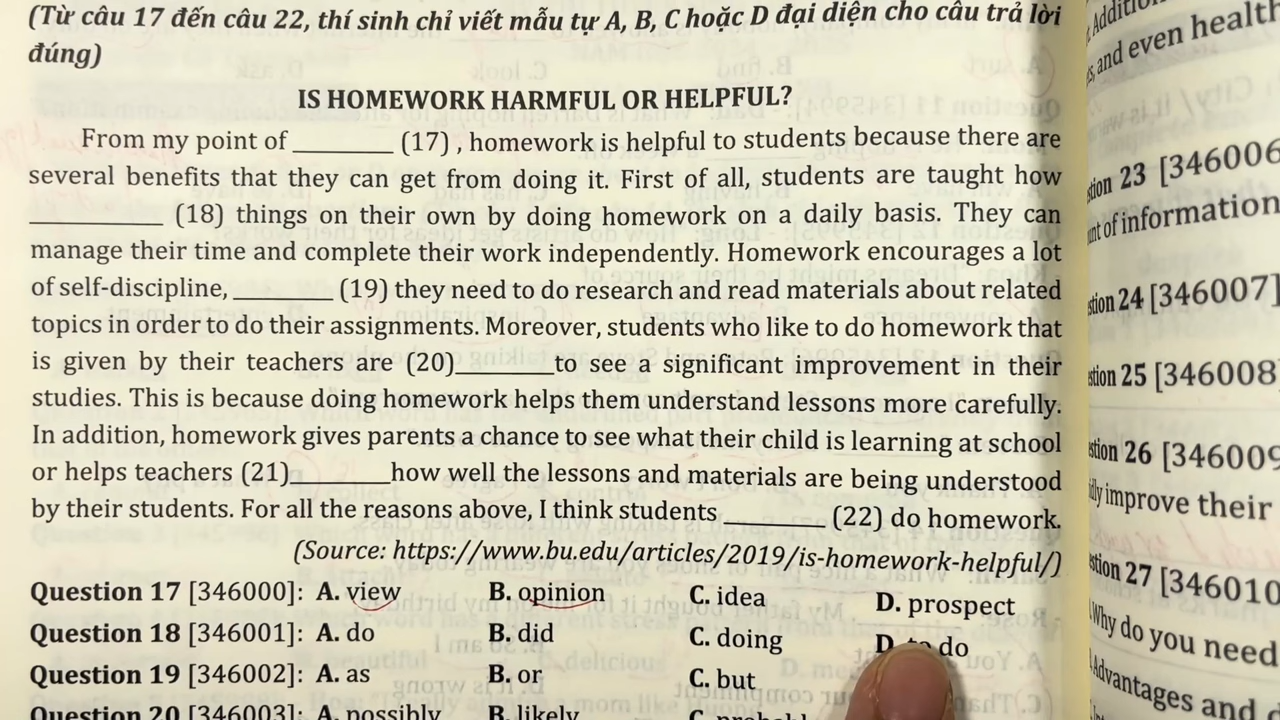 (Từ câu 17 đến câu 22, thí sinh chỉ viết mẫu tự A, B, C hoặc D đại diện cho câu trả lời
đúng)
IS HOMEWORK HARMFUL OR HELPFUL?
From my point of ________ (17) , homework is helpful to students because there are
several benefits that they can get from doing it. First of all, students are taught how
________ (18) things on their own by doing homework on a daily basis. They can
manage their time and complete their work independently. Homework encourages a lot
of self-discipline, ________ (19) they need to do research and read materials about related
topics in order to do their assignments. Moreover, students who like to do homework that
is given by their teachers are (20)________to see a significant improvement in their
studies. This is because doing homework helps them understand lessons more carefully.
In addition, homework gives parents a chance to see what their child is learning at school
or helps teachers (21)________how well the lessons and materials are being understood
by their students. For all the reasons above, I think students________ (22) do homework.
(Source: https://www.bu.edu/articles/2019/is-homework-helpful/)
Question 17 [346000]: A. view B. opinion C. idea D. prospect
Question 18 [346001]: A. do B. did C. doing D. to do
Question 19 [346002]: A. as B. or C. but
Question 20 [346003]: A. possibly B. likely
and even health
23 [346006
of information
24 [346007]
25 [346008
26 [346009
improve their
27 [346010
Why do you need
Advantages and